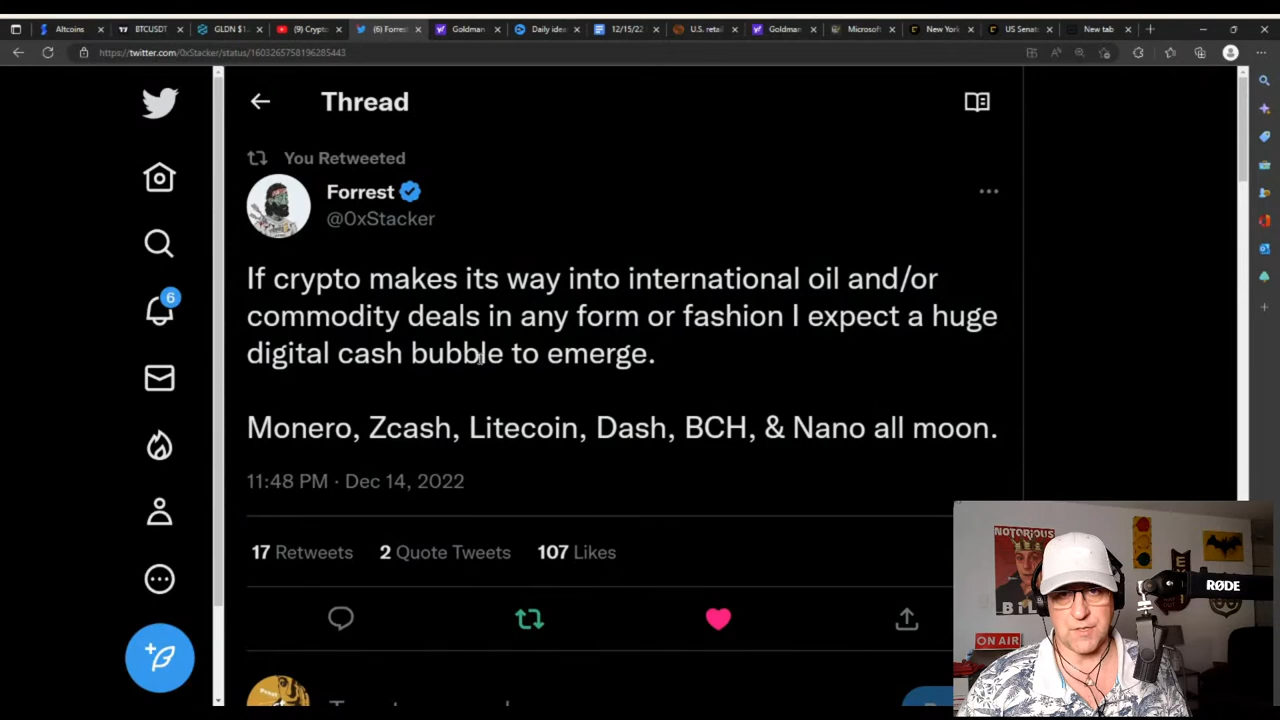 Altcoins
BTCUSDT
GLDN $1.
(9) Crypto
(6) Forres
Goldman
Daily idea
12/15/22
U.S. retail
Goldman
Microsoft
New York
US Senat
New tab
https://twitter.com/0xStacker/status/1603265758196285443
Thread
You Retweeted
Forrest
@0xStacker
If crypto makes its way into international oil and/or
commodity deals in any form or fashion I expect a huge
digital cash bubble to emerge.
Monero, Zcash, Litecoin, Dash, BCH, & Nano all moon.
11:48 PM · Dec 14, 2022
17 Retweets 2 Quote Tweets 107 Likes
6
NOTORIOUS
BiL
ON AIR
RØDE